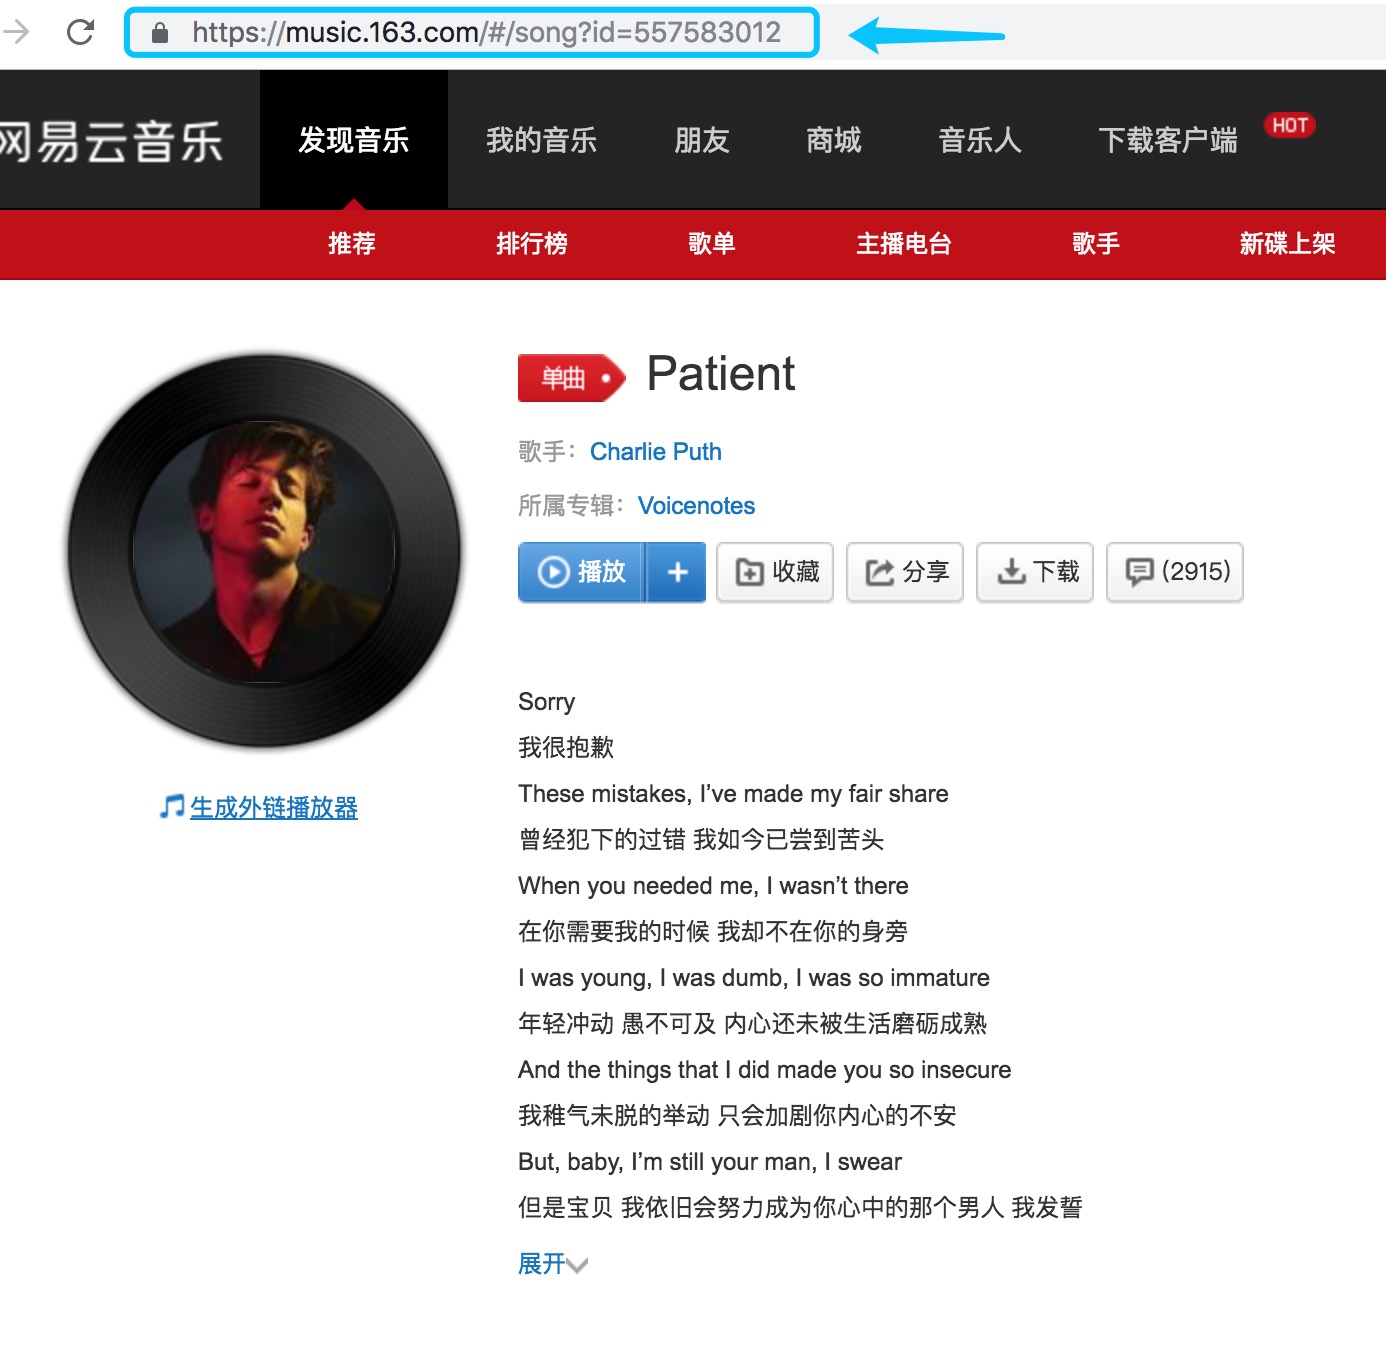 https://music.163.com/#/song?id=557583012
网易云音乐
发现音乐 我的音乐 朋友 商城 音乐人 下载客户端 HOT
推荐 排行榜 歌单 主播电台 歌手 新碟上架
单曲 Patient
歌手：Charlie Puth
所属专辑：Voicenotes
播放 + 收藏 分享 下载 (2915)
生成外链播放器
Sorry
我很抱歉
These mistakes, I’ve made my fair share
曾经犯下的过错 我如今已尝到苦头
When you needed me, I wasn’t there
在你需要我的时候 我却不在你的身旁
I was young, I was dumb, I was so immature
年轻冲动 愚不可及 内心还未被生活磨砺成熟
And the things that I did made you so insecure
我稚气未脱的举动 只会加剧你内心的不安
But, baby, I’m still your man, I swear
但是宝贝 我依旧会努力成为你心中的那个男人 我发誓
展开